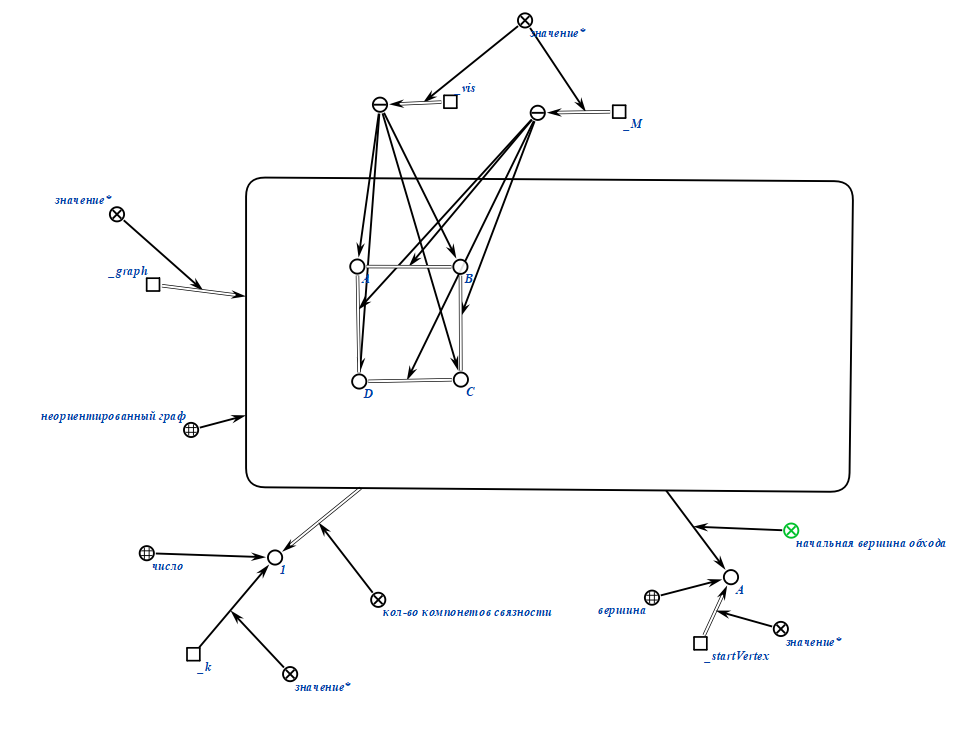 значение*
_vis
_M
значение*
_graph
A
B
неориентированный граф
D
C
начальная вершина обхода
число
1
A
кол-во компонетов связности
вершина
значение*
_startVertex
_k
значение*